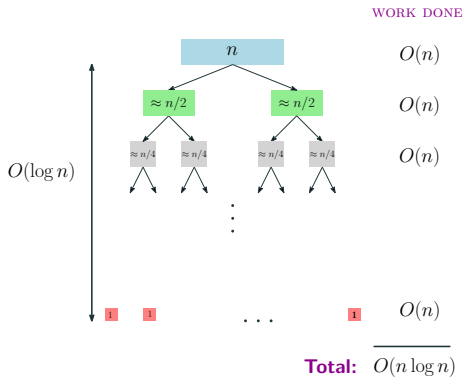 WORK DONE
n O(n)
≈ n/2 ≈ n/2 O(n)
≈ n/4 ≈ n/4 ≈ n/4 ≈ n/4 O(n)
O(log n)
1 1 . . . 1 O(n)
Total: O(n log n)